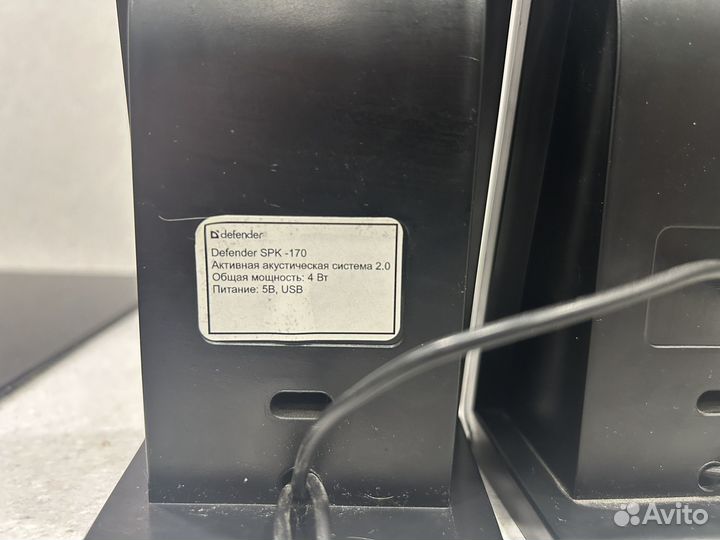 defender
Defender SPK -170
Активная акустическая система 2.0
Общая мощность: 4 Вт
Питание: 5В, USB
Avito